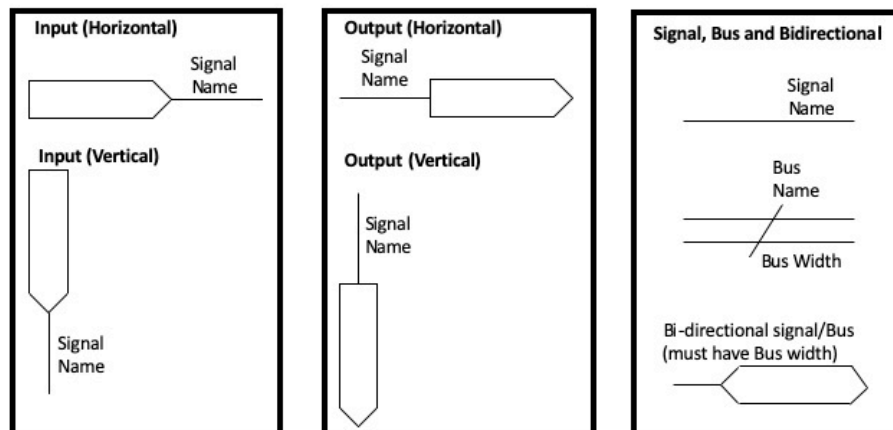 Input (Horizontal)
Signal
Name
Input (Vertical)
Signal
Name
Output (Horizontal)
Signal
Name
Output (Vertical)
Signal
Name
Signal, Bus and Bidirectional
Signal
Name
Bus
Name
Bus Width
Bi-directional signal/Bus
(must have Bus width)